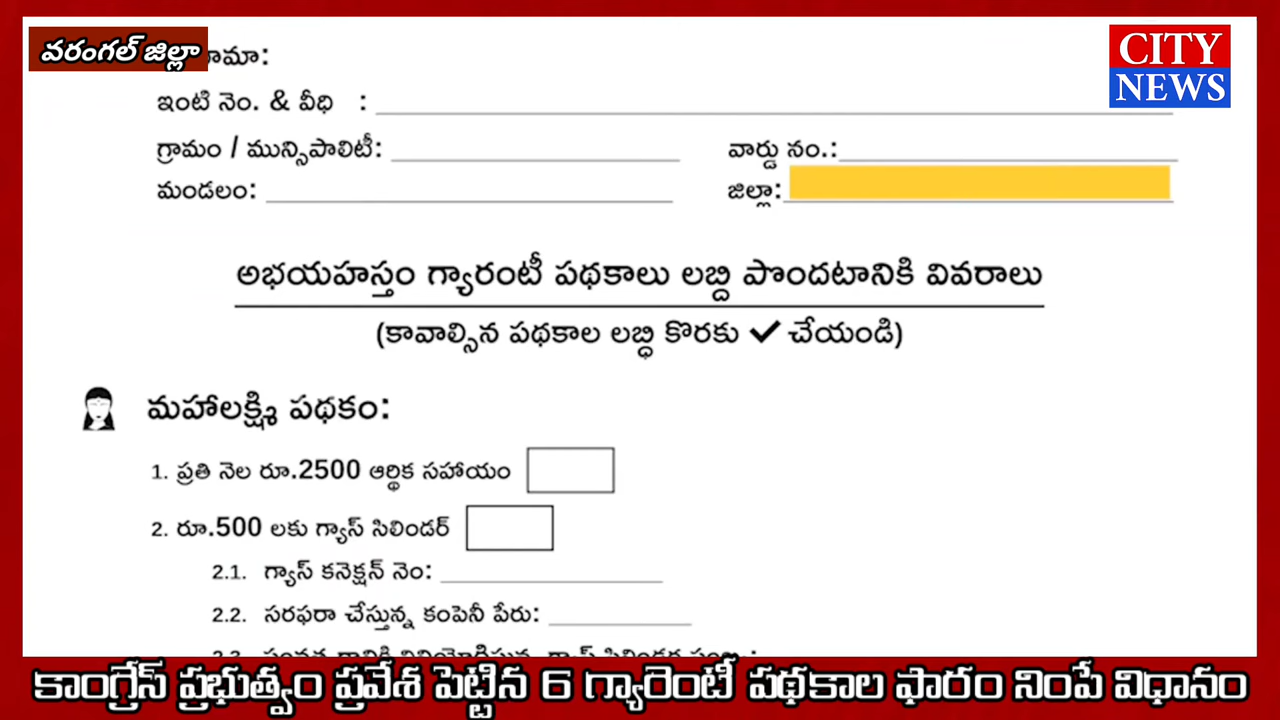 వరంగల్ జిల్లా
CITY
NEWS
ఇంటి నెం. & వీధి :
గ్రామం / మున్సిపాలిటీ: వార్డు నం.:
మండలం: జిల్లా:
అభయహస్తం గ్యారంటీ పథకాలు లబ్ది పొందటానికి వివరాలు
(కావాల్సిన పథకాల లబ్ధి కొరకు ✓ చేయండి)
మహాలక్ష్మి పథకం:
1. ప్రతి నెల రూ.2500 ఆర్థిక సహాయం
2. రూ.500 లకు గ్యాస్ సిలిండర్
2.1. గ్యాస్ కనెక్షన్ నెం:
2.2. సరఫరా చేస్తున్న కంపెనీ పేరు:
కాంగ్రేస్ ప్రభుత్వం ప్రవేశ పెట్టిన 6 గ్యారెంటీ పథకాల ఫారం నింపే విధానం